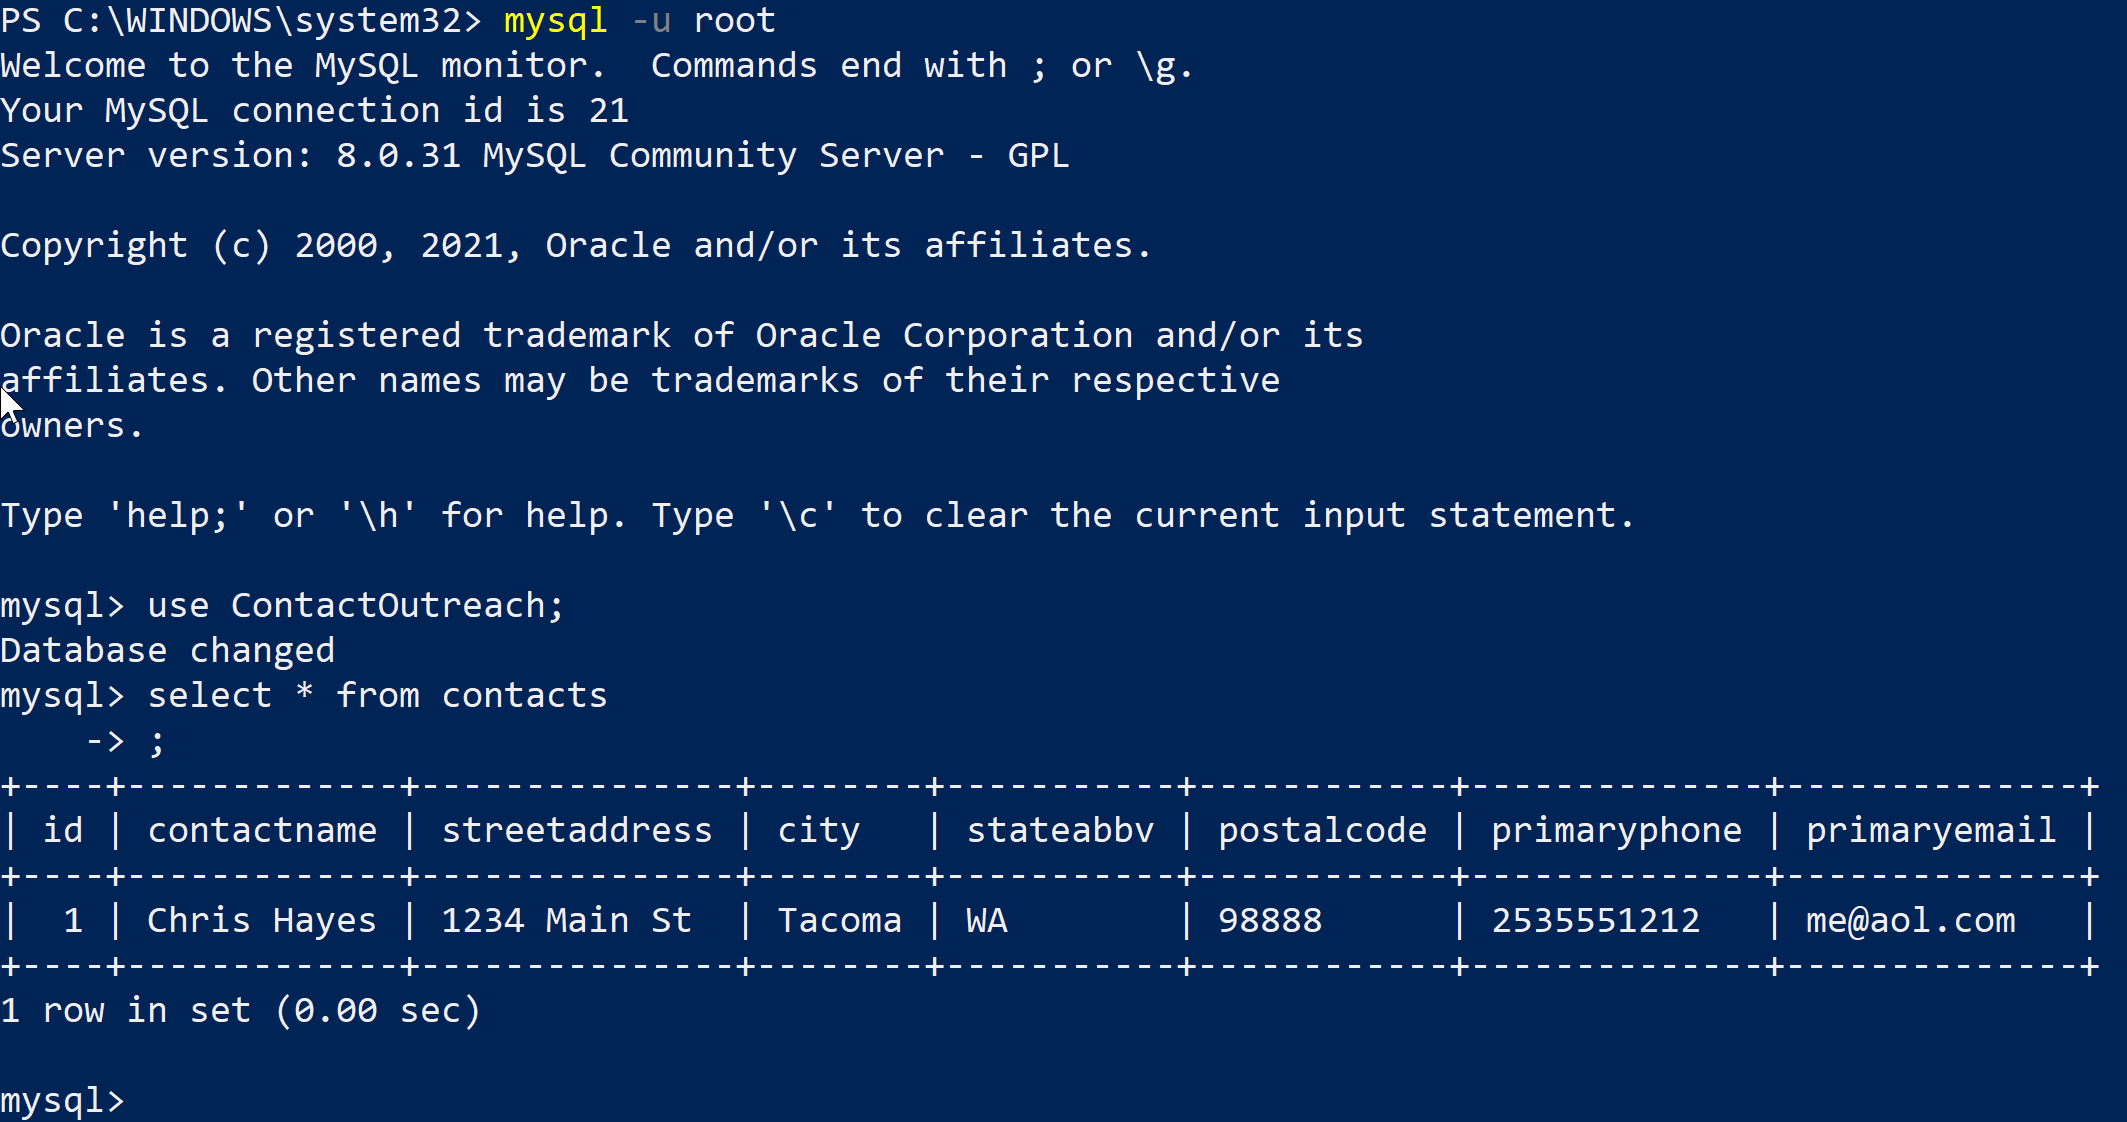 PS C:\WINDOWS\system32> mysql -u root
Welcome to the MySQL monitor.  Commands end with ; or \g.
Your MySQL connection id is 21
Server version: 8.0.31 MySQL Community Server - GPL

Copyright (c) 2000, 2021, Oracle and/or its affiliates.

Oracle is a registered trademark of Oracle Corporation and/or its
affiliates. Other names may be trademarks of their respective
owners.

Type 'help;' or '\h' for help. Type '\c' to clear the current input statement.

mysql> use ContactOutreach;
Database changed
mysql> select * from contacts
    -> ;
+----+-------------+---------------+--------+-----------+------------+--------------+--------------+
| id | contactname | streetaddress | city   | stateabbv | postalcode | primaryphone | primaryemail |
+----+-------------+---------------+--------+-----------+------------+--------------+--------------+
|  1 | Chris Hayes | 1234 Main St  | Tacoma | WA        | 98888      | 2535551212   | me@aol.com   |
+----+-------------+---------------+--------+-----------+------------+--------------+--------------+
1 row in set (0.00 sec)

mysql>